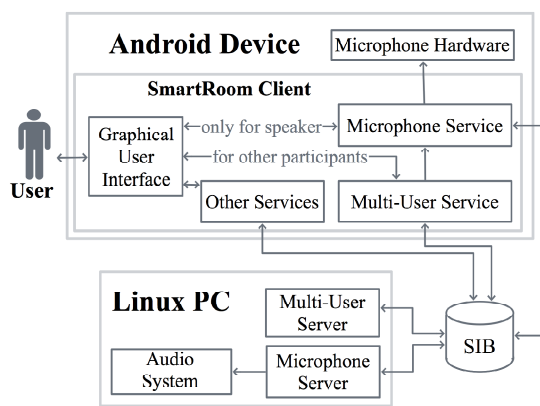 Android Device
Microphone Hardware
SmartRoom Client
Graphical
User
Interface
only for speaker
Microphone Service
for other participants
User
Other Services
Multi-User Service
Linux PC
Multi-User
Server
SIB
Audio
System
Microphone
Server